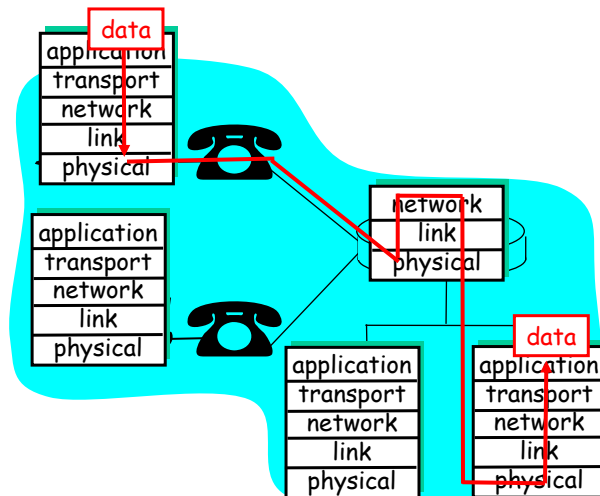 data
application
transport
network
link
physical
application
transport
network
link
physical
network
link
physical
application
transport
network
link
physical
data
application
transport
network
link
physical